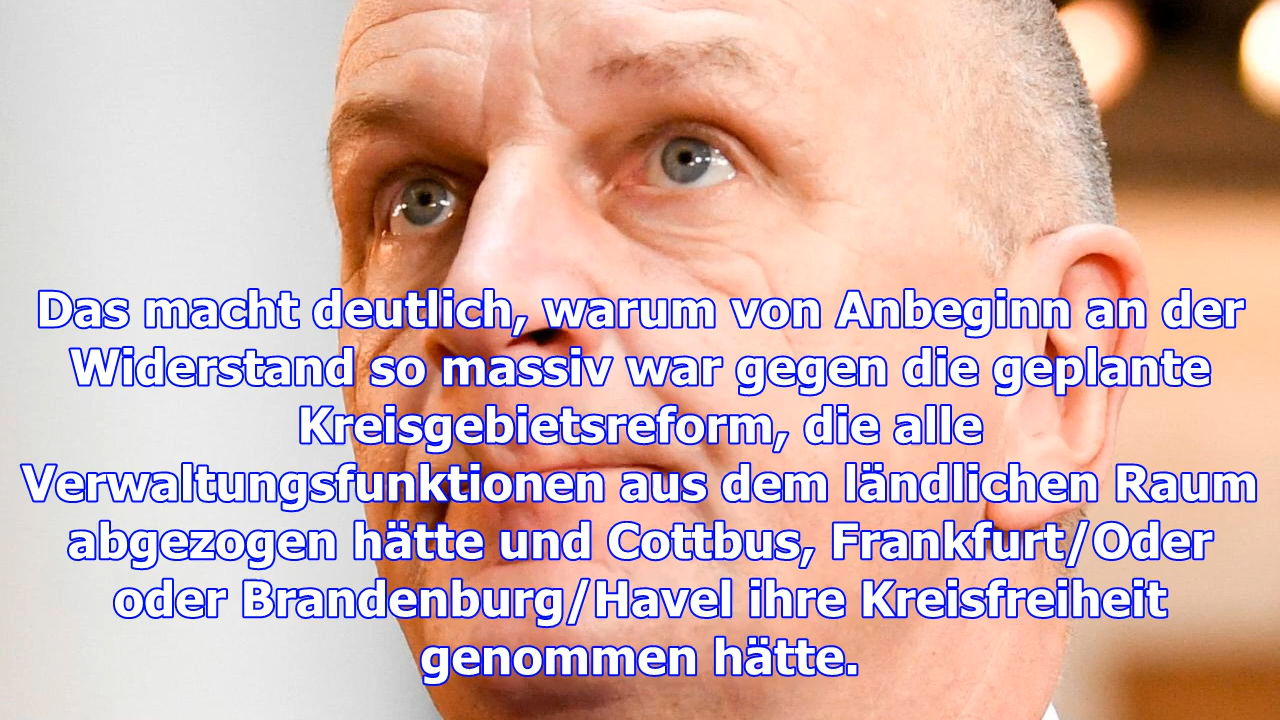 Das macht deutlich, warum von Anbeginn an der
Widerstand so massiv war gegen die geplante
Kreisgebietsreform, die alle
Verwaltungsfunktionen aus dem ländlichen Raum
abgezogen hätte und Cottbus, Frankfurt/Oder
oder Brandenburg/Havel ihre Kreisfreiheit
genommen hätte.